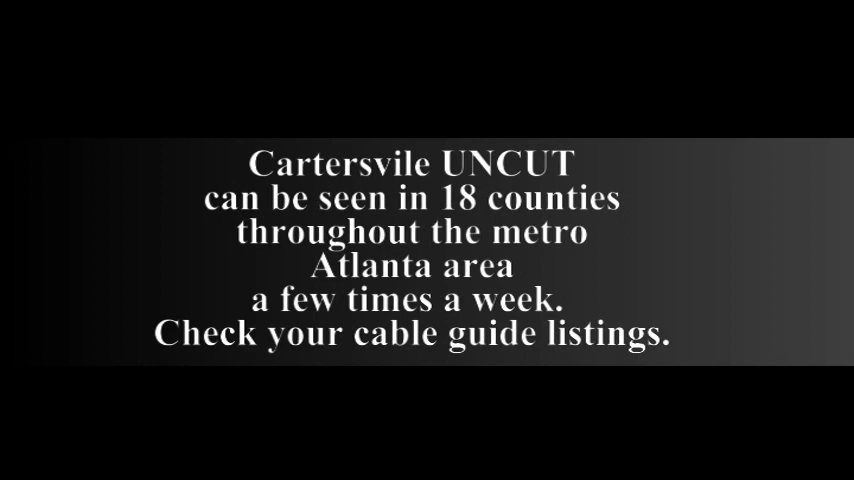 Cartersvile UNCUT
can be seen in 18 counties
throughout the metro
Atlanta area
a few times a week.
Check your cable guide listings.